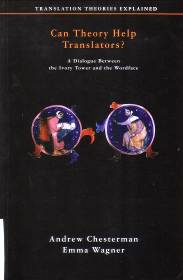 TRANSLATION THEORIES EXPLAINED
Can Theory Help
Translators?
A Dialogue Between
the Ivory Tower and the Wordface
Andrew Chesterman
Emma Wagner